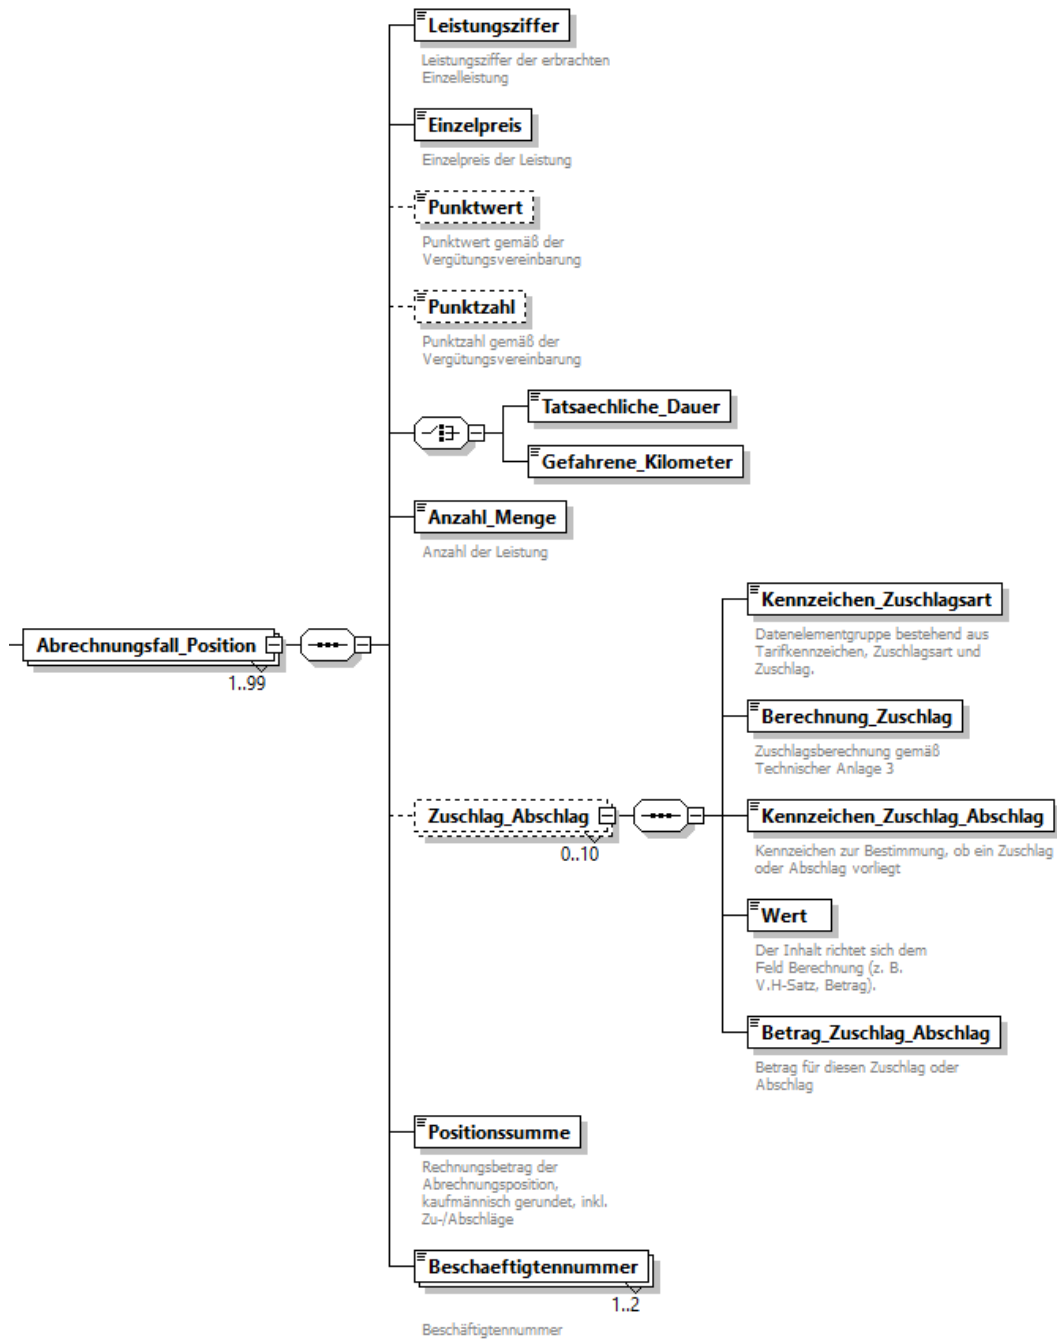 Leistungsziffer
Leistungsziffer der erbrachten
Einzelleistung
Einzelpreis
Einzelpreis der Leistung
Punktwert
Punktwert gemäß der
Vergütungsvereinbarung
Punktzahl
Punktzahl gemäß der
Vergütungsvereinbarung
Tatsaechliche_Dauer
Gefahrene_Kilometer
Anzahl_Menge
Anzahl der Leistung
Abrechnungsfall_Position
1..99
Kennzeichen_Zuschlagsart
Datenelementgruppe bestehend aus
Tarifkennzeichen, Zuschlagsart und
Zuschlag.
Berechnung_Zuschlag
Zuschlagsberechnung gemäß
Technischer Anlage 3
Zuschlag_Abschlag
0..10
Kennzeichen_Zuschlag_Abschlag
Kennzeichen zur Bestimmung, ob ein Zuschlag
oder Abschlag vorliegt
Wert
Der Inhalt richtet sich dem
Feld Berechnung (z. B.
V.H-Satz, Betrag).
Betrag_Zuschlag_Abschlag
Betrag für diesen Zuschlag oder
Abschlag
Positionssumme
Rechnungsbetrag der
Abrechnungsposition,
kaufmännisch gerundet, inkl.
Zu-/Abschläge
Beschaeftigtennummer
1..2
Beschäftigtennummer